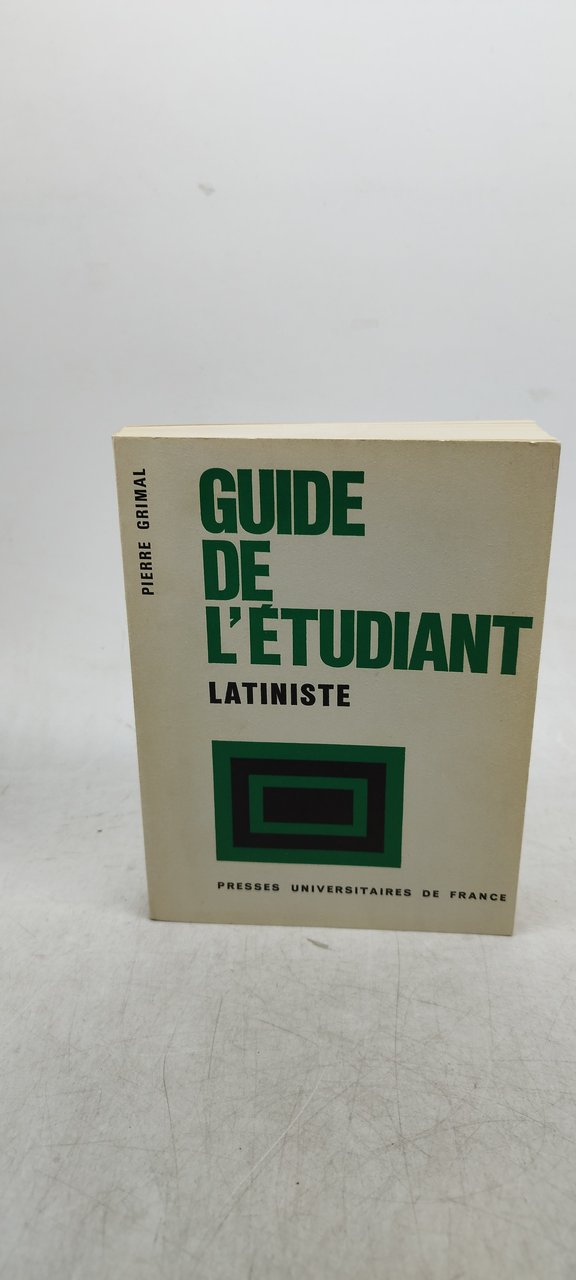 PIERRE GRIMAL
GUIDE
DE
L'ÉTUDIANT
LATINISTE
PRESSES UNIVERSITAIRES DE FRANCE